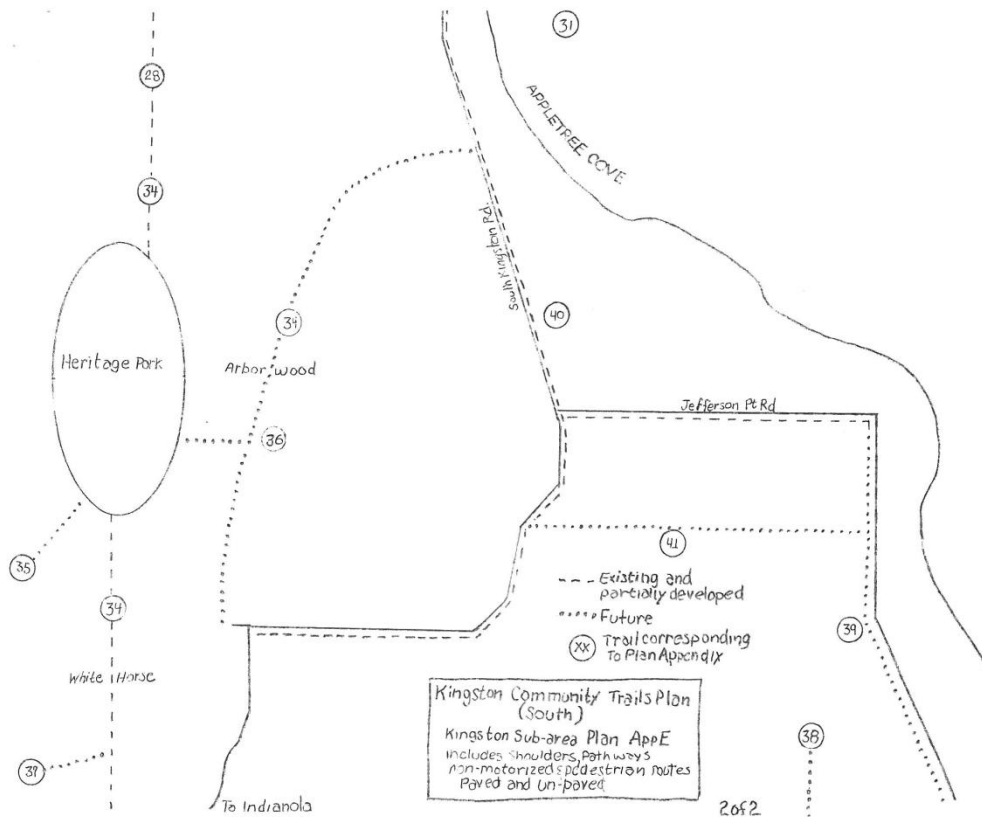 31
28
APPLETREE COVE
34
South Kingston Rd.
40
34
Heritage Park
Arbor wood
Jefferson Pt Rd
36
41
35
Existing and
partially developed
Future
xx Trail corresponding
To Plan Appendix
34
39
White Horse
Kingston Community Trails Plan
(South)
Kingston Sub-area Plan App E
includes shoulders, Pathways
non-motorized pedestrian routes
Paved and un-paved
38
To Indianola
2 of 2